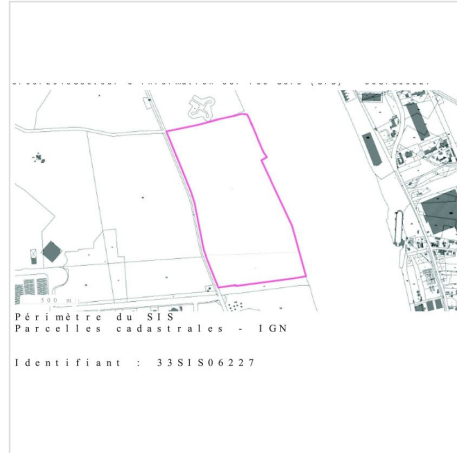 500 m
Périmètre du SIS
Parcelles cadastrales - IGN
Identifiant : 33SIS06227